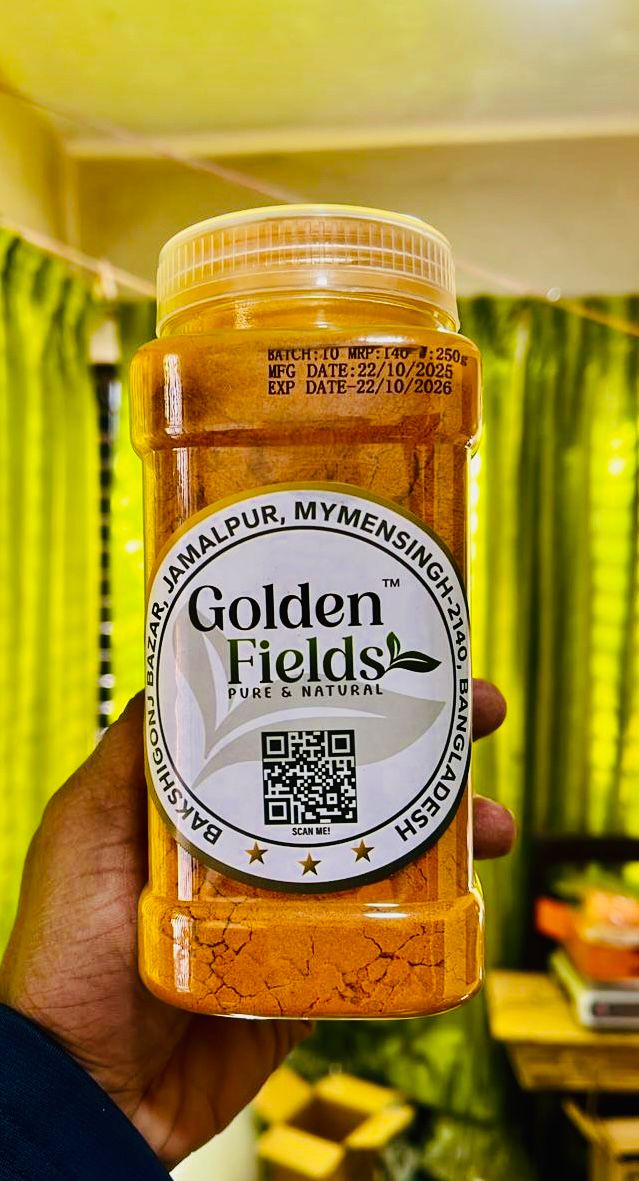 BATCH:10 MRP:140 #:250g
MFG DATE:22/10/2025
EXP DATE-22/10/2026
BAKSHIGONJ BAZAR, JAMALPUR, MYMENSINGH-2140, BANGLADESH
Golden™
Fields
PURE & NATURAL
SCAN ME!